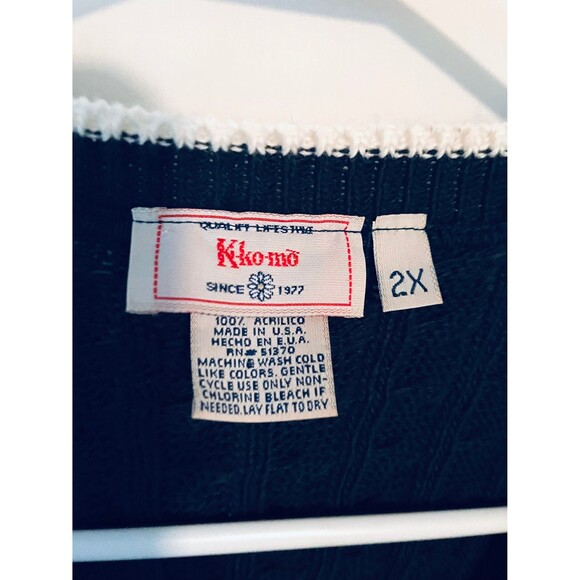 QUALITY LIFESTYLE
K·ko·mo
SINCE 1977
2X
100% ACRILICO
MADE IN U.S.A.
HECHO EN E.U.A.
RN# 51370
MACHINE WASH COLD
LIKE COLORS. GENTLE
CYCLE USE ONLY NON-
CHLORINE BLEACH IF
NEEDED. LAY FLAT TO DRY